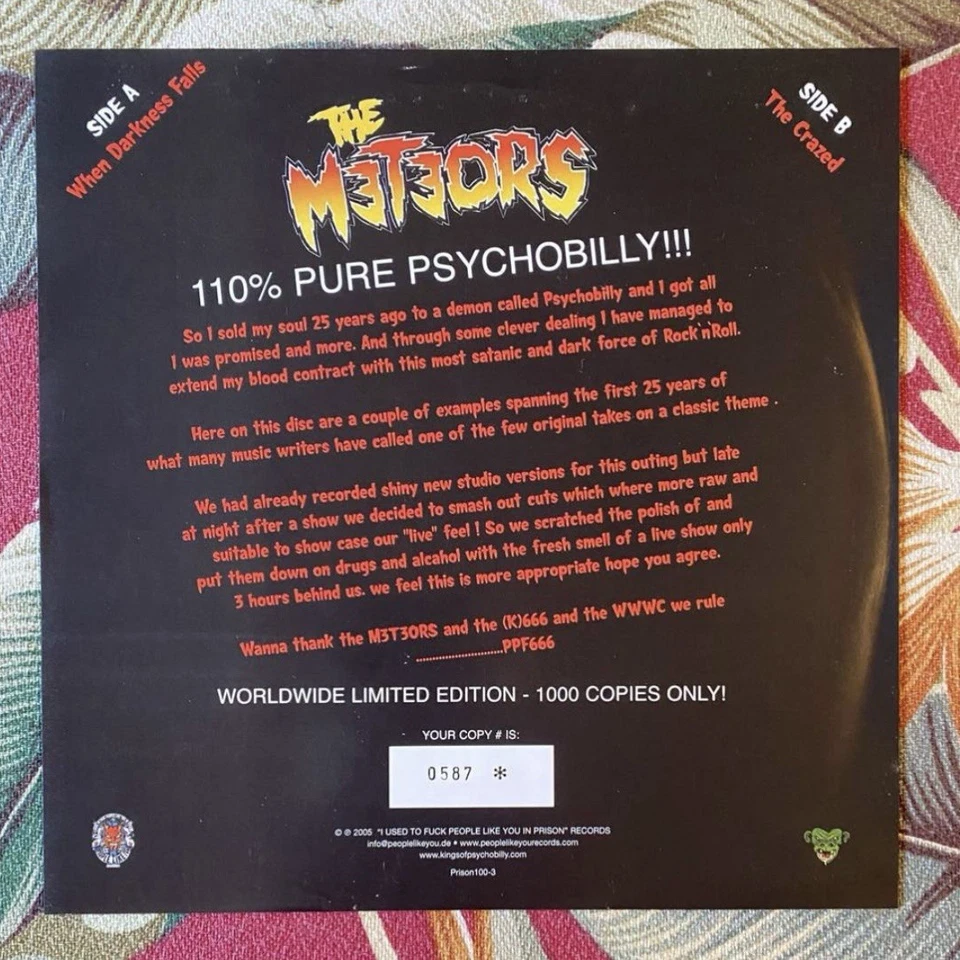 SIDE A
When Darkness Falls
SIDE B
The Crazed
THE
M3T3ORS
110% PURE PSYCHOBILLY!!!
So I sold my soul 25 years ago to a demon called Psychobilly and I got all
I was promised and more. And through some clever dealing I have managed to
extend my blood contract with this most satanic and dark force of Rock'n'Roll.
Here on this disc are a couple of examples spanning the first 25 years of
what many music writers have called one of the few original takes on a classic theme .
We had already recorded shiny new studio versions for this outing but late
at night after a show we decided to smash out cuts which where more raw and
suitable to show case our "live" feel ! So we scratched the polish of and
put them down on drugs and alcahol with the fresh smell of a live show only
3 hours behind us. we feel this is more appropriate hope you agree.
Wanna thank the M3T3ORS and the (K)666 and the WWWC we rule
........................PPF666
WORLDWIDE LIMITED EDITION - 1000 COPIES ONLY!
YOUR COPY # IS:
0587 *
© ℗ 2005 "I USED TO FUCK PEOPLE LIKE YOU IN PRISON" RECORDS
info@peoplelikeyou.de • www.peoplelikeyourecords.com
www.kingsofpsychobilly.com
Prison100-3